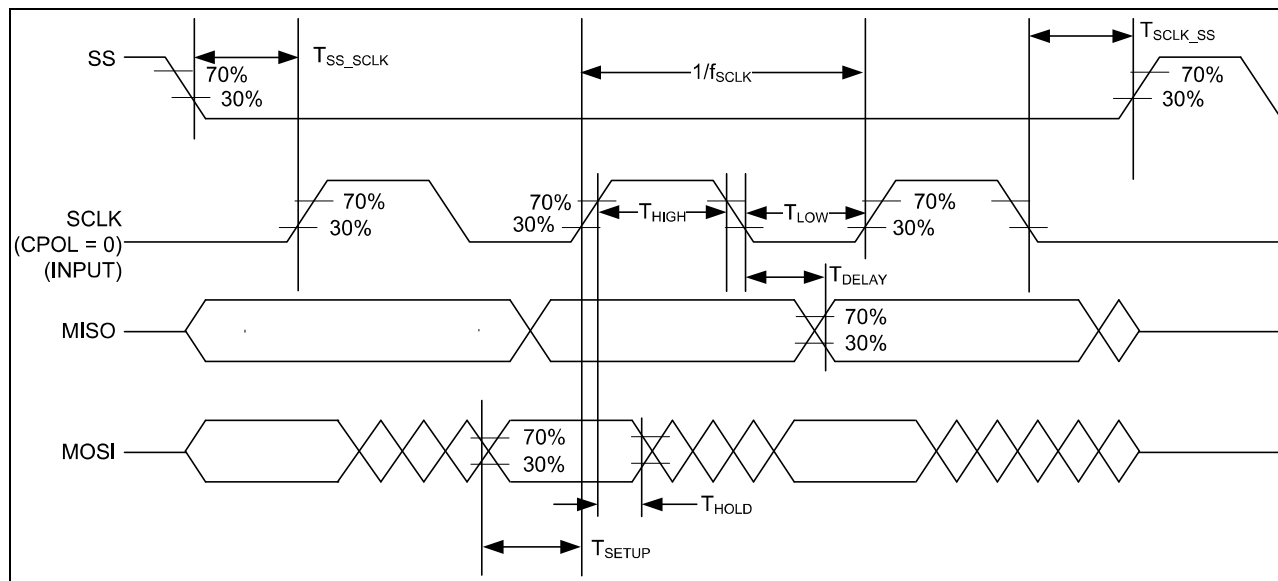 T_SS_SCLK
T_SCLK_SS
SS
70%
30%
1/f_SCLK
70%
30%
SCLK
(CPOL = 0)
(INPUT)
70%
30%
70%
30%
T_HIGH
T_LOW
70%
30%
T_DELAY
MISO
70%
30%
MOSI
70%
30%
T_HOLD
T_SETUP